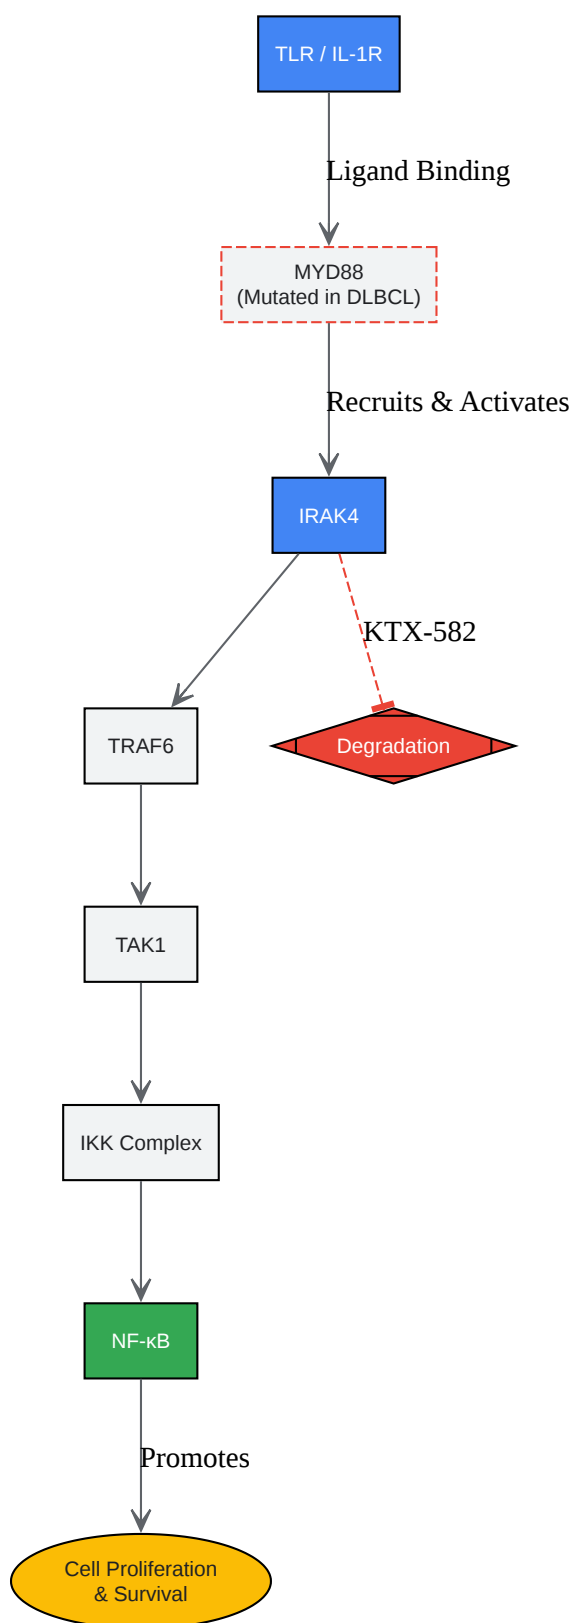 TLR / IL-1R
Ligand Binding
MYD88
(Mutated in DLBCL)
Recruits & Activates
IRAK4
KTX-582
TRAF6
Degradation
TAK1
IKK Complex
NF-κB
Promotes
Cell Proliferation
& Survival